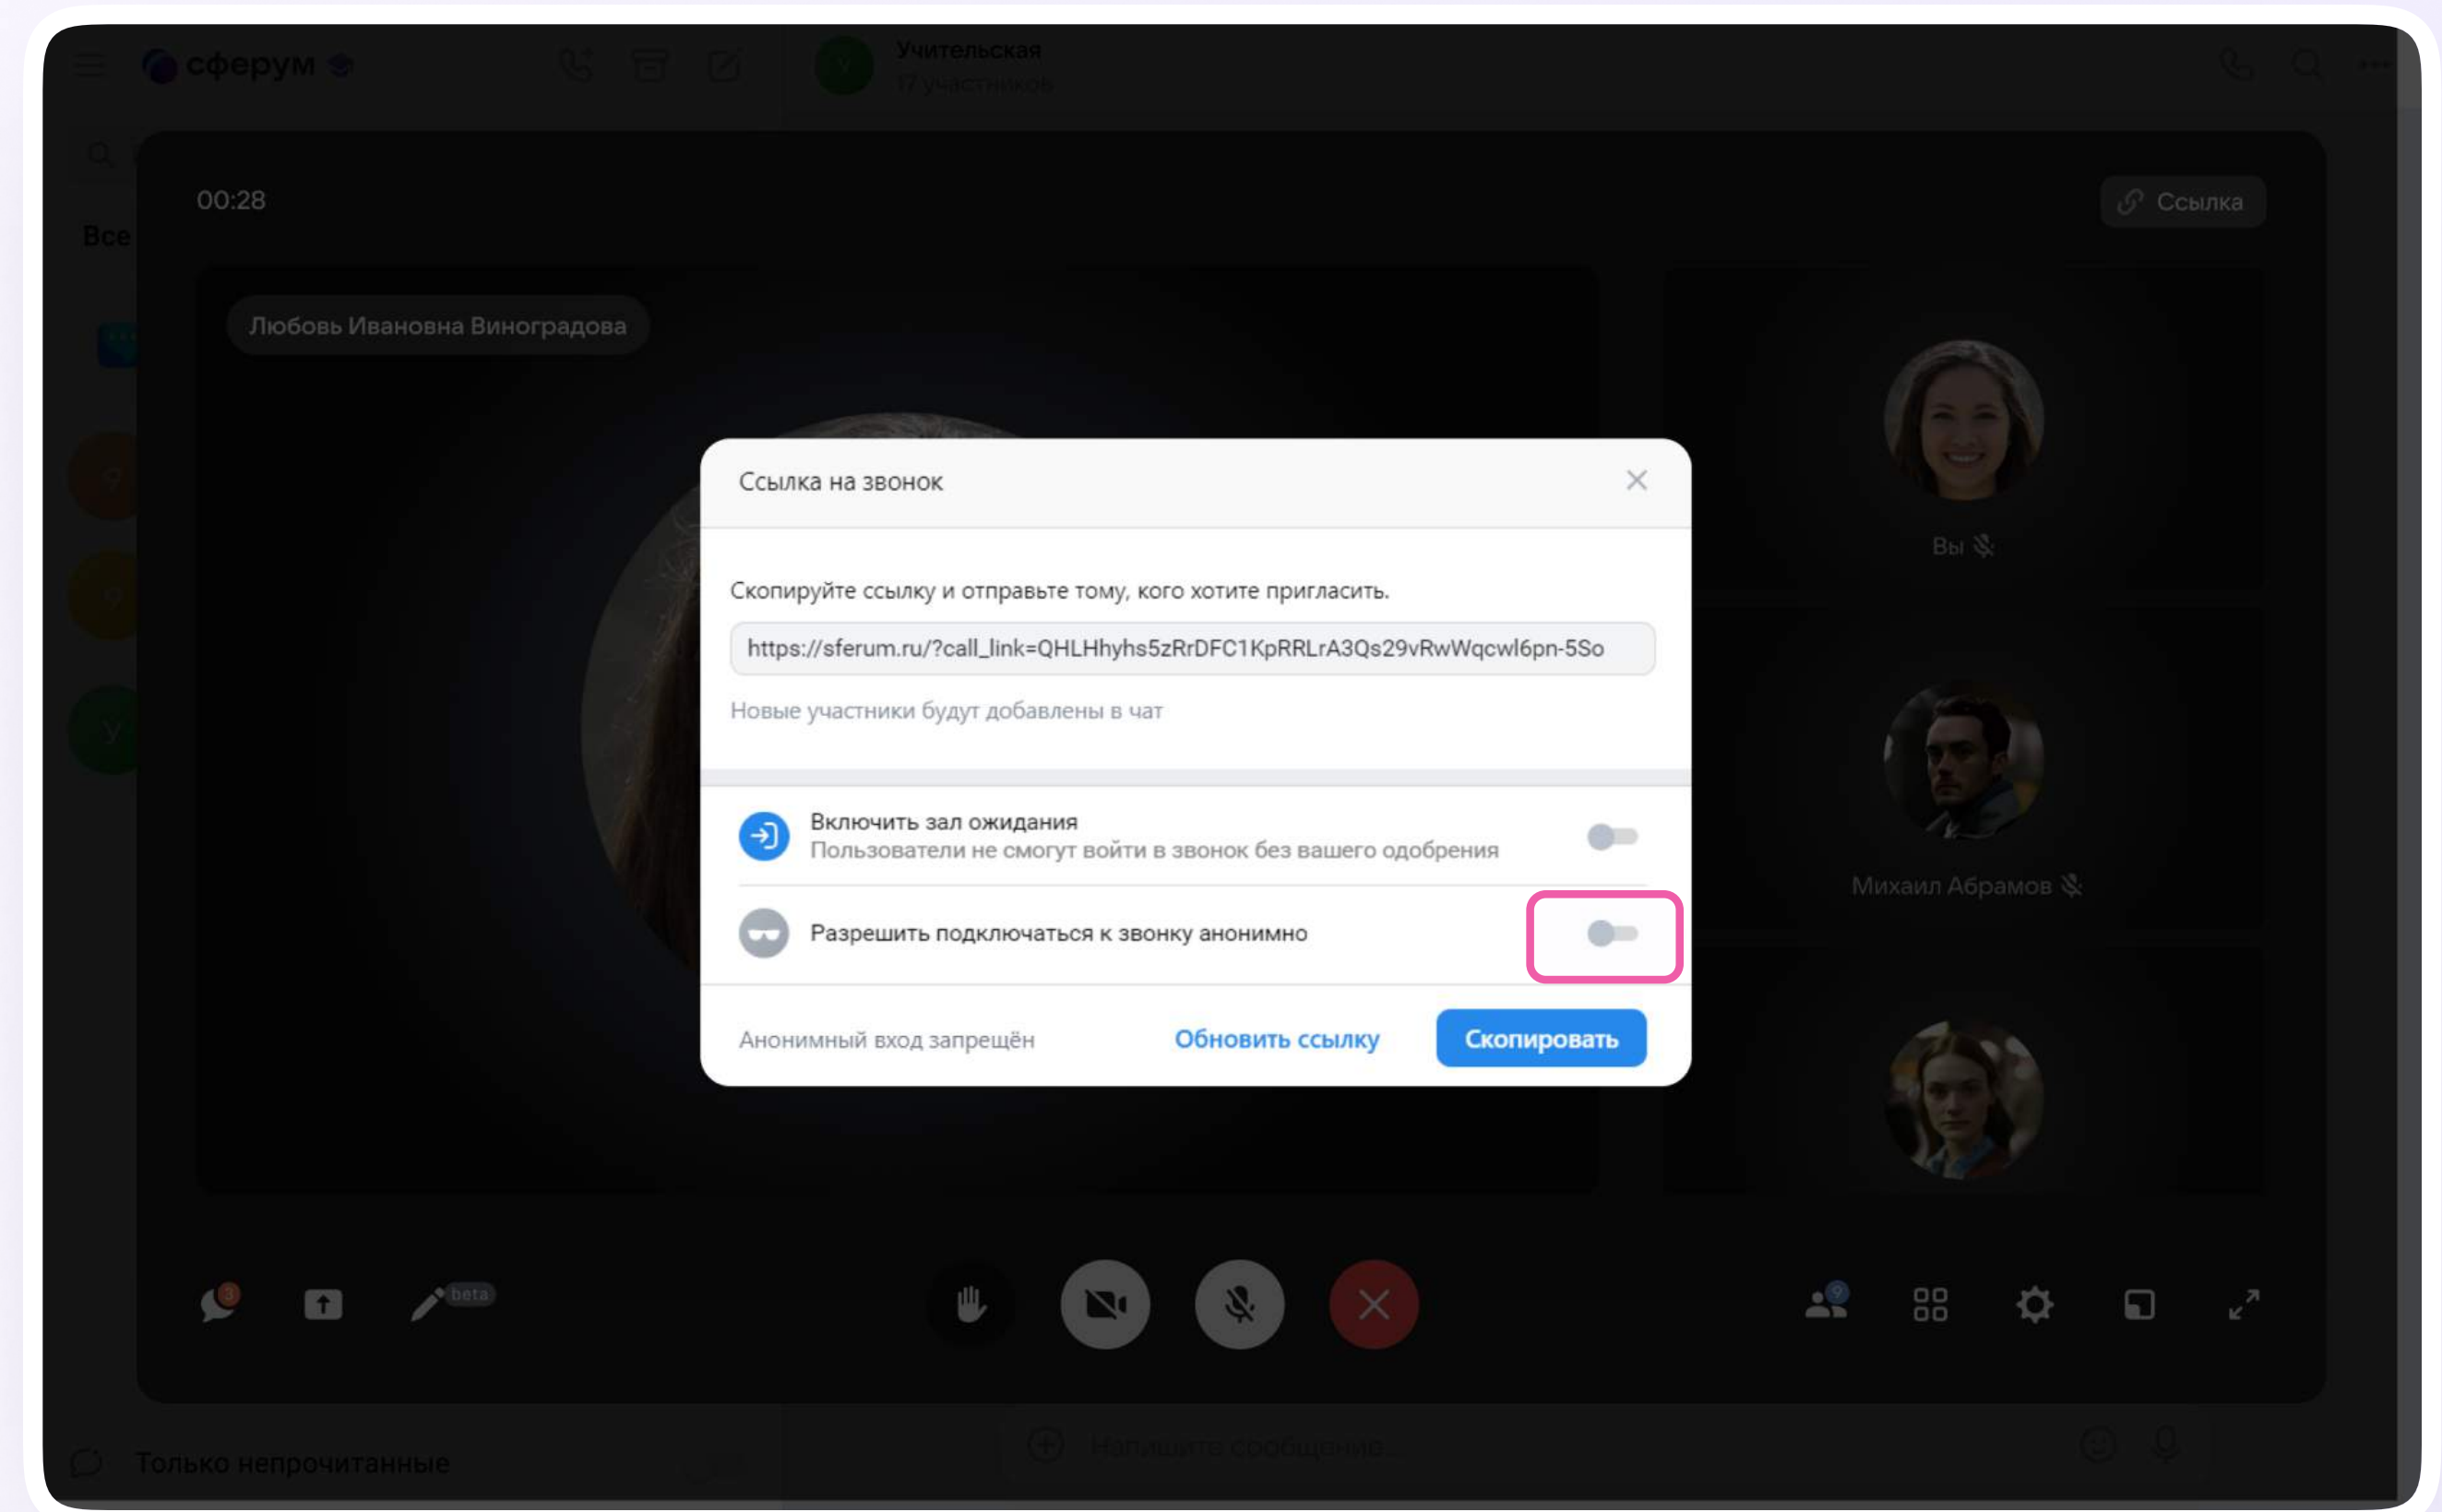 сферум
Учительская
17 участников
00:28
Ссылка
Все
Любовь Ивановна Виноградова
Ссылка на звонок
Вы
Скопируйте ссылку и отправьте тому, кого хотите пригласить.
https://sferum.ru/?call_link=QHLHhyhs5zRrDFC1KpRRLrA3Qs29vRwWqcwl6pn-5So
Новые участники будут добавлены в чат
У
Включить зал ожидания
Пользователи не смогут войти в звонок без вашего одобрения
Михаил Абрамов
Разрешить подключаться к звонку анонимно
Анонимный вход запрещён
Обновить ссылку
Скопировать
3
beta
9
Напишите сообщение...
Только непрочитанные